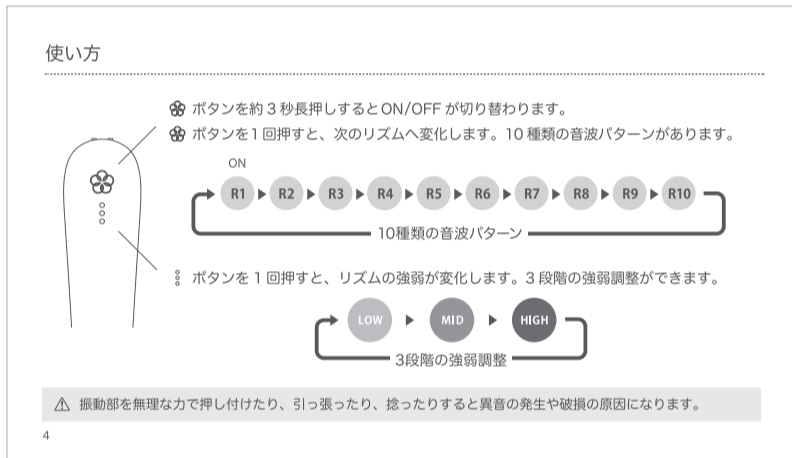 使い方
ボタンを約3秒長押しするとON/OFFが切り替わります。
ボタンを1回押すと、次のリズムへ変化します。10種類の音波パターンがあります。
ON
R1 R2 R3 R4 R5 R6 R7 R8 R9 R10
10種類の音波パターン
ボタンを1回押すと、リズムの強弱が変化します。3段階の強弱調整ができます。
LOW MID HIGH
3段階の強弱調整
振動部を無理な力で押し付けたり、引っ張ったり、捻ったりすると異音の発生や破損の原因になります。
4